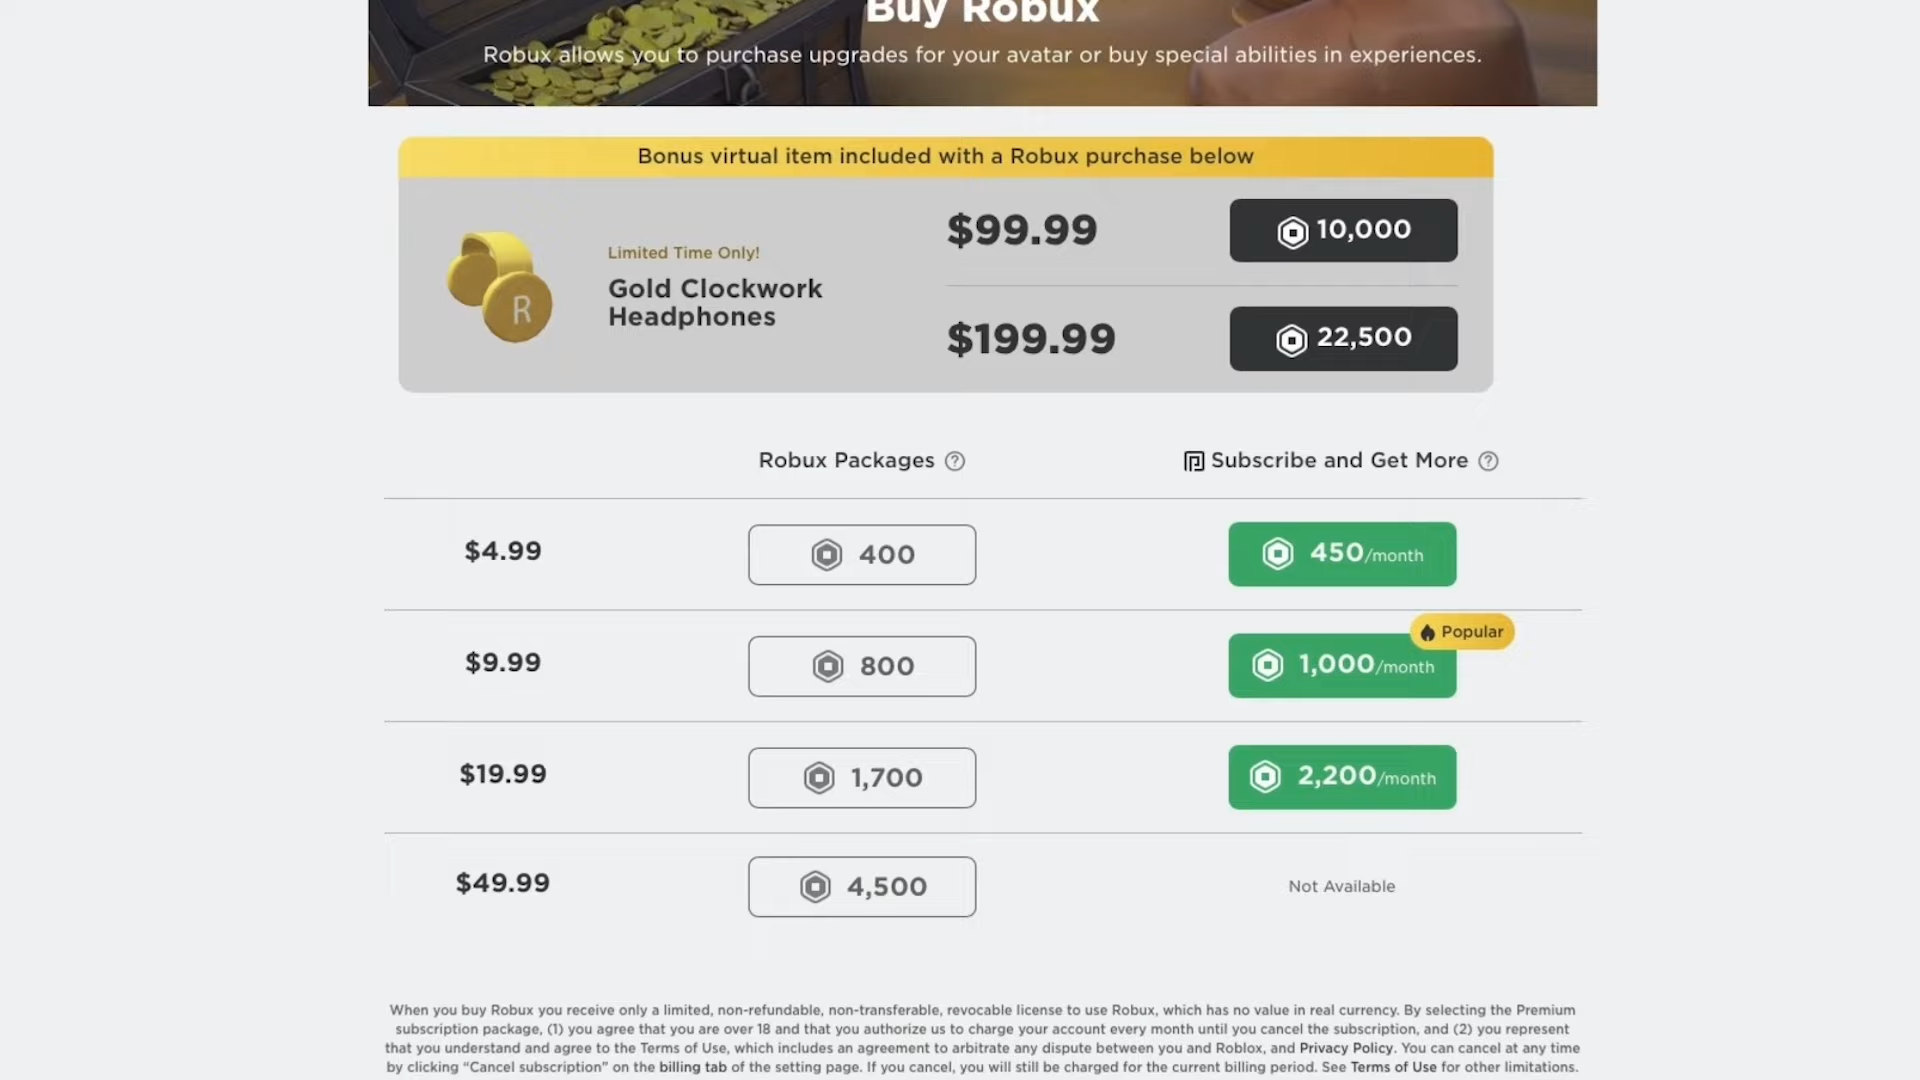 Buy Robux
Robux allows you to purchase upgrades for your avatar or buy special abilities in experiences.
Bonus virtual item included with a Robux purchase below
$99.99
10,000
Limited Time Only!
Gold Clockwork
Headphones
R
$199.99
22,500
Robux Packages ?
Subscribe and Get More ?
$4.99
400
450/month
Popular
$9.99
800
1,000/month
$19.99
1,700
2,200/month
$49.99
4,500
Not Available
When you buy Robux you receive only a limited, non-refundable, non-transferable, revocable license to use Robux, which has no value in real currency. By selecting the Premium
subscription package, (1) you agree that you are over 18 and that you authorize us to charge your account every month until you cancel the subscription, and (2) you represent
that you understand and agree to the Terms of Use, which includes an agreement to arbitrate any dispute between you and Roblox, and Privacy Policy. You can cancel at any time
by clicking “Cancel subscription” on the billing tab of the setting page. If you cancel, you will still be charged for the current billing period. See Terms of Use for other limitations.